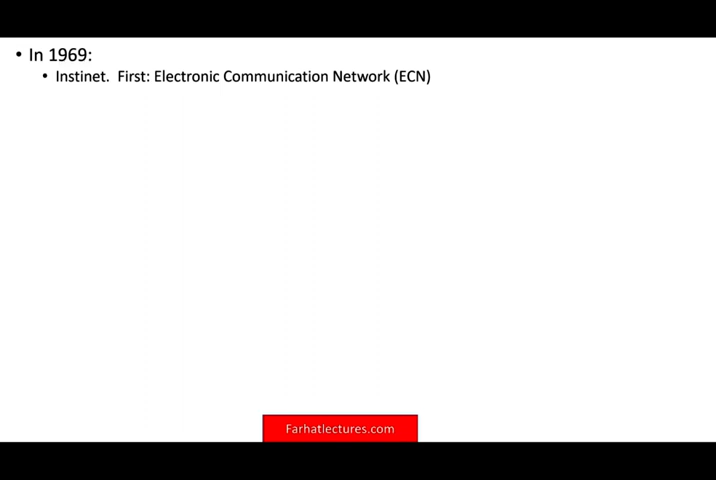 • In 1969:
• Instinet. First: Electronic Communication Network (ECN)
Farhatlectures.com